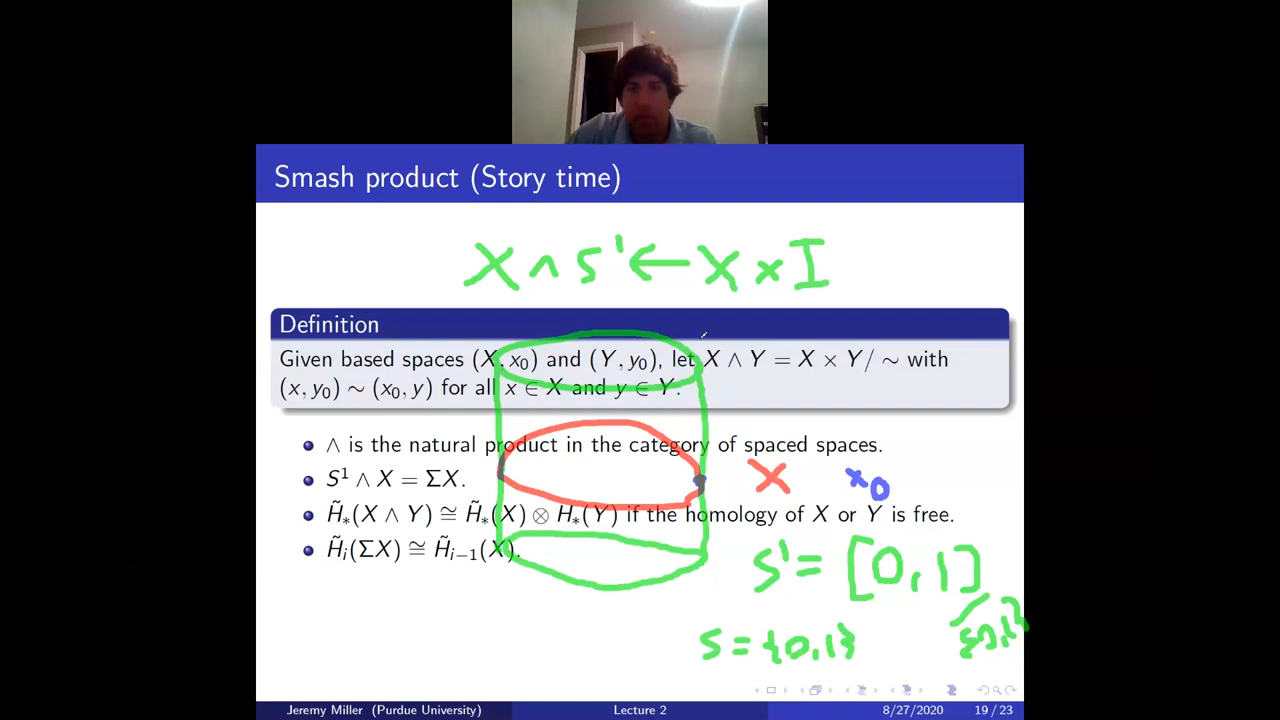 Smash product (Story time)
X ∧ S¹ ← X × I
Definition
Given based spaces (X, x₀) and (Y, y₀), let X ∧ Y = X × Y/ ∼ with
(x, y₀) ∼ (x₀, y) for all x ∈ X and y ∈ Y.
• ∧ is the natural product in the category of spaced spaces.
• S¹ ∧ X = ΣX.
X x₀
• H̃∗(X ∧ Y) ≅ H̃∗(X) ⊗ H∗(Y) if the homology of X or Y is free.
• H̃ᵢ(ΣX) ≅ H̃ᵢ₋₁(X).
S¹ = [0,1]
/{0,1}
S = {0,1}
Jeremy Miller (Purdue University) Lecture 2 8/27/2020 19 / 23